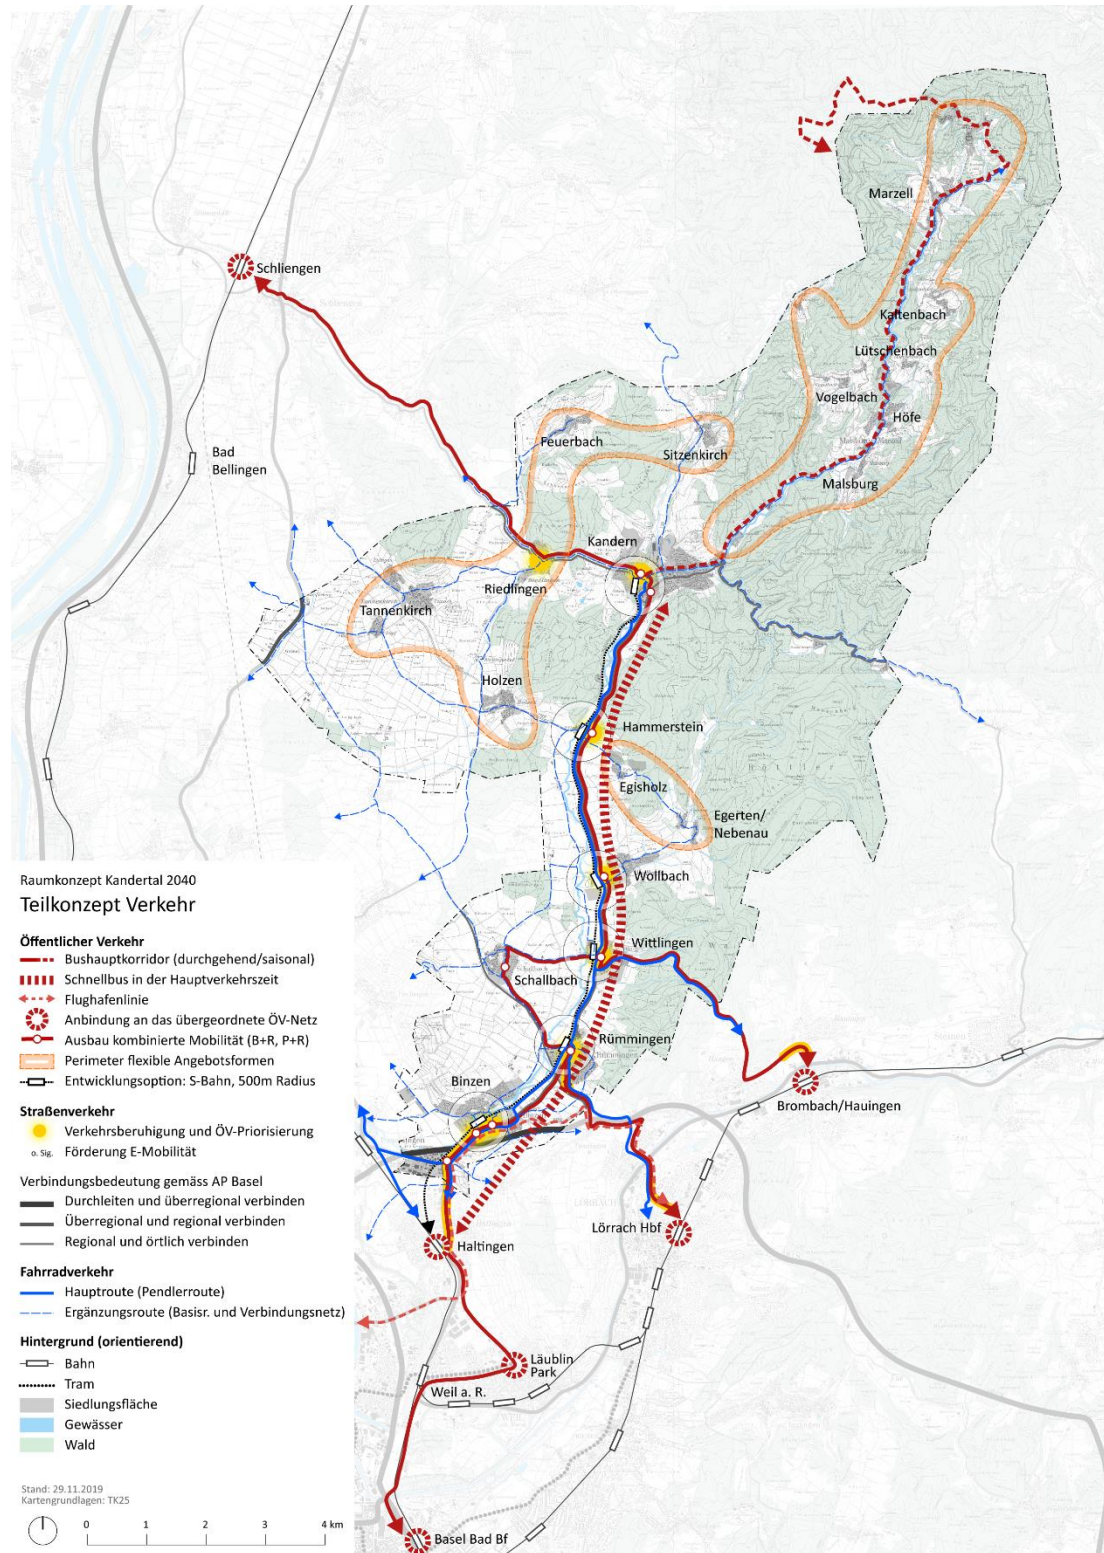 Schliengen
Bad
Bellingen
Marzell
Kaltenbach
Lütschenbach
Vogelbach
Höfe
Malsburg
Feuerbach
Sitzenkirch
Kandern
Riedlingen
Tannenkirch
Holzen
Hammerstein
Egisholz
Egerten/
Nebenau
Wollbach
Wittlingen
Schallbach
Rümmingen
Binzen
Brombach/Hauingen
Lörrach Hbf
Haltingen
Läublin
Park
Weil a. R.
Basel Bad Bf
Raumkonzept Kandertal 2040
Teilkonzept Verkehr
Öffentlicher Verkehr
Bushauptkorridor (durchgehend/saisonal)
Schnellbus in der Hauptverkehrszeit
Flughafenlinie
Anbindung an das übergeordnete ÖV-Netz
Ausbau kombinierte Mobilität (B+R, P+R)
Perimeter flexible Angebotsformen
Entwicklungsoption: S-Bahn, 500m Radius
Straßenverkehr
Verkehrsberuhigung und ÖV-Priorisierung
o. Sig. Förderung E-Mobilität
Verbindungsbedeutung gemäss AP Basel
Durchleiten und überregional verbinden
Überregional und regional verbinden
Regional und örtlich verbinden
Fahrradverkehr
Hauptroute (Pendlerroute)
Ergänzungsroute (Basisr. und Verbindungsnetz)
Hintergrund (orientierend)
Bahn
Tram
Siedlungsfläche
Gewässer
Wald
Stand: 29.11.2019
Kartengrundlagen: TK25
0 1 2 3 4 km